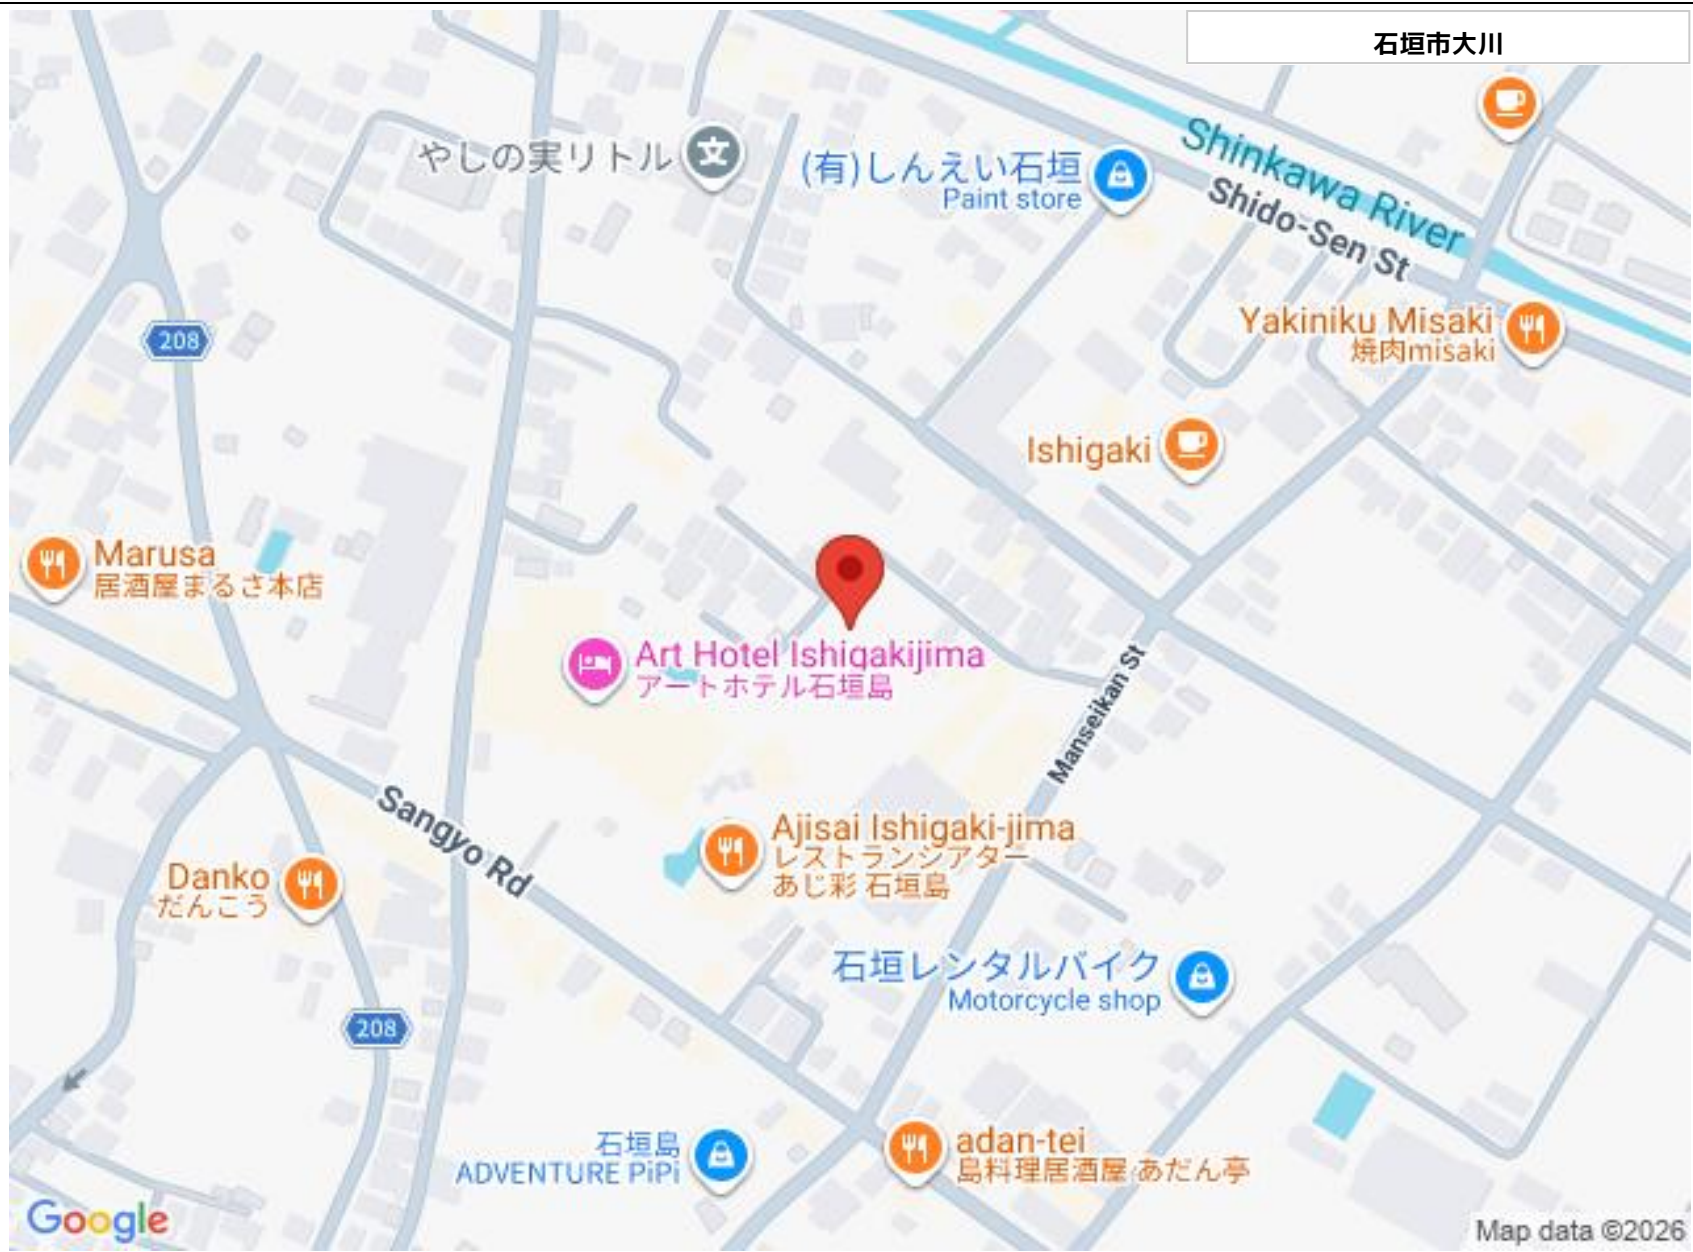 石垣市大川
やしの実リトル
(有)しんえい石垣
Paint store
Shinkawa River
Shido-Sen St
208
Yakiniku Misaki
焼肉misaki
Ishigaki
Marusa
居酒屋まるさ本店
Art Hotel Ishigakijima
アートホテル石垣島
Manseikan St
Sangyo Rd
Ajisai Ishigaki-jima
レストランシアター
あじ彩 石垣島
Danko
だんこう
石垣レンタルバイク
Motorcycle shop
208
石垣島
ADVENTURE PiPi
adan-tei
島料理居酒屋 あだん亭
Google
Map data ©2026